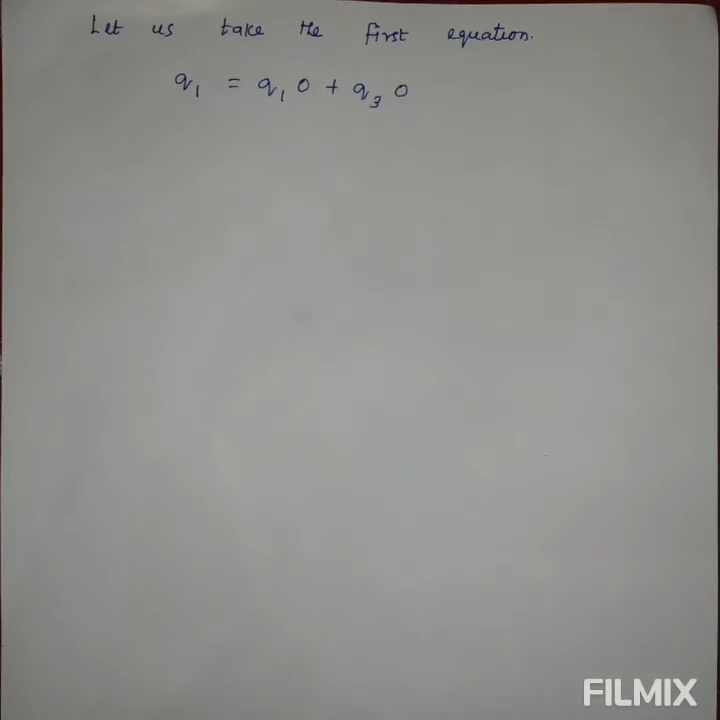 Let us take the first equation.
q₁ = q₁ 0 + q₃ 0
FILMIX